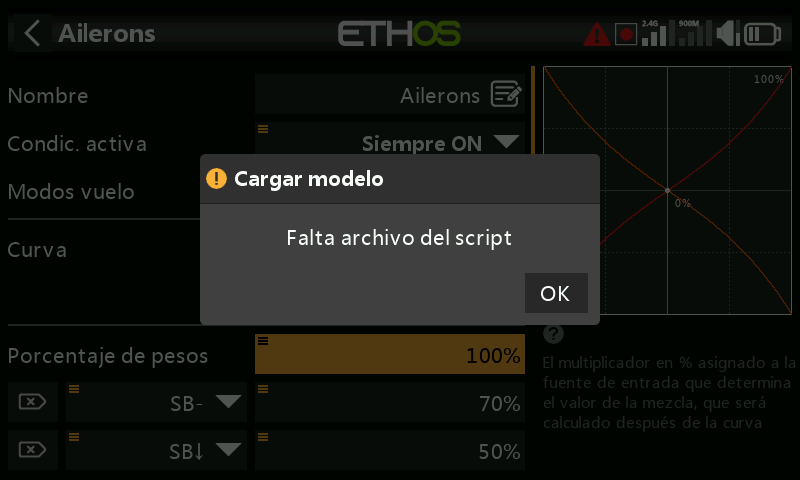 Ailerons
ETHOS
2.4G
900M
Nombre
Ailerons
100%
Condic. activa
Siempre ON
Modos vuelo
Cargar modelo
0%
Falta archivo del script
Curva
OK
Porcentaje de pesos
100%
El multiplicador en % asignado a la
fuente de entrada que determina
el valor de la mezcla, que será
calculado después de la curva
SB-
70%
SB↓
50%